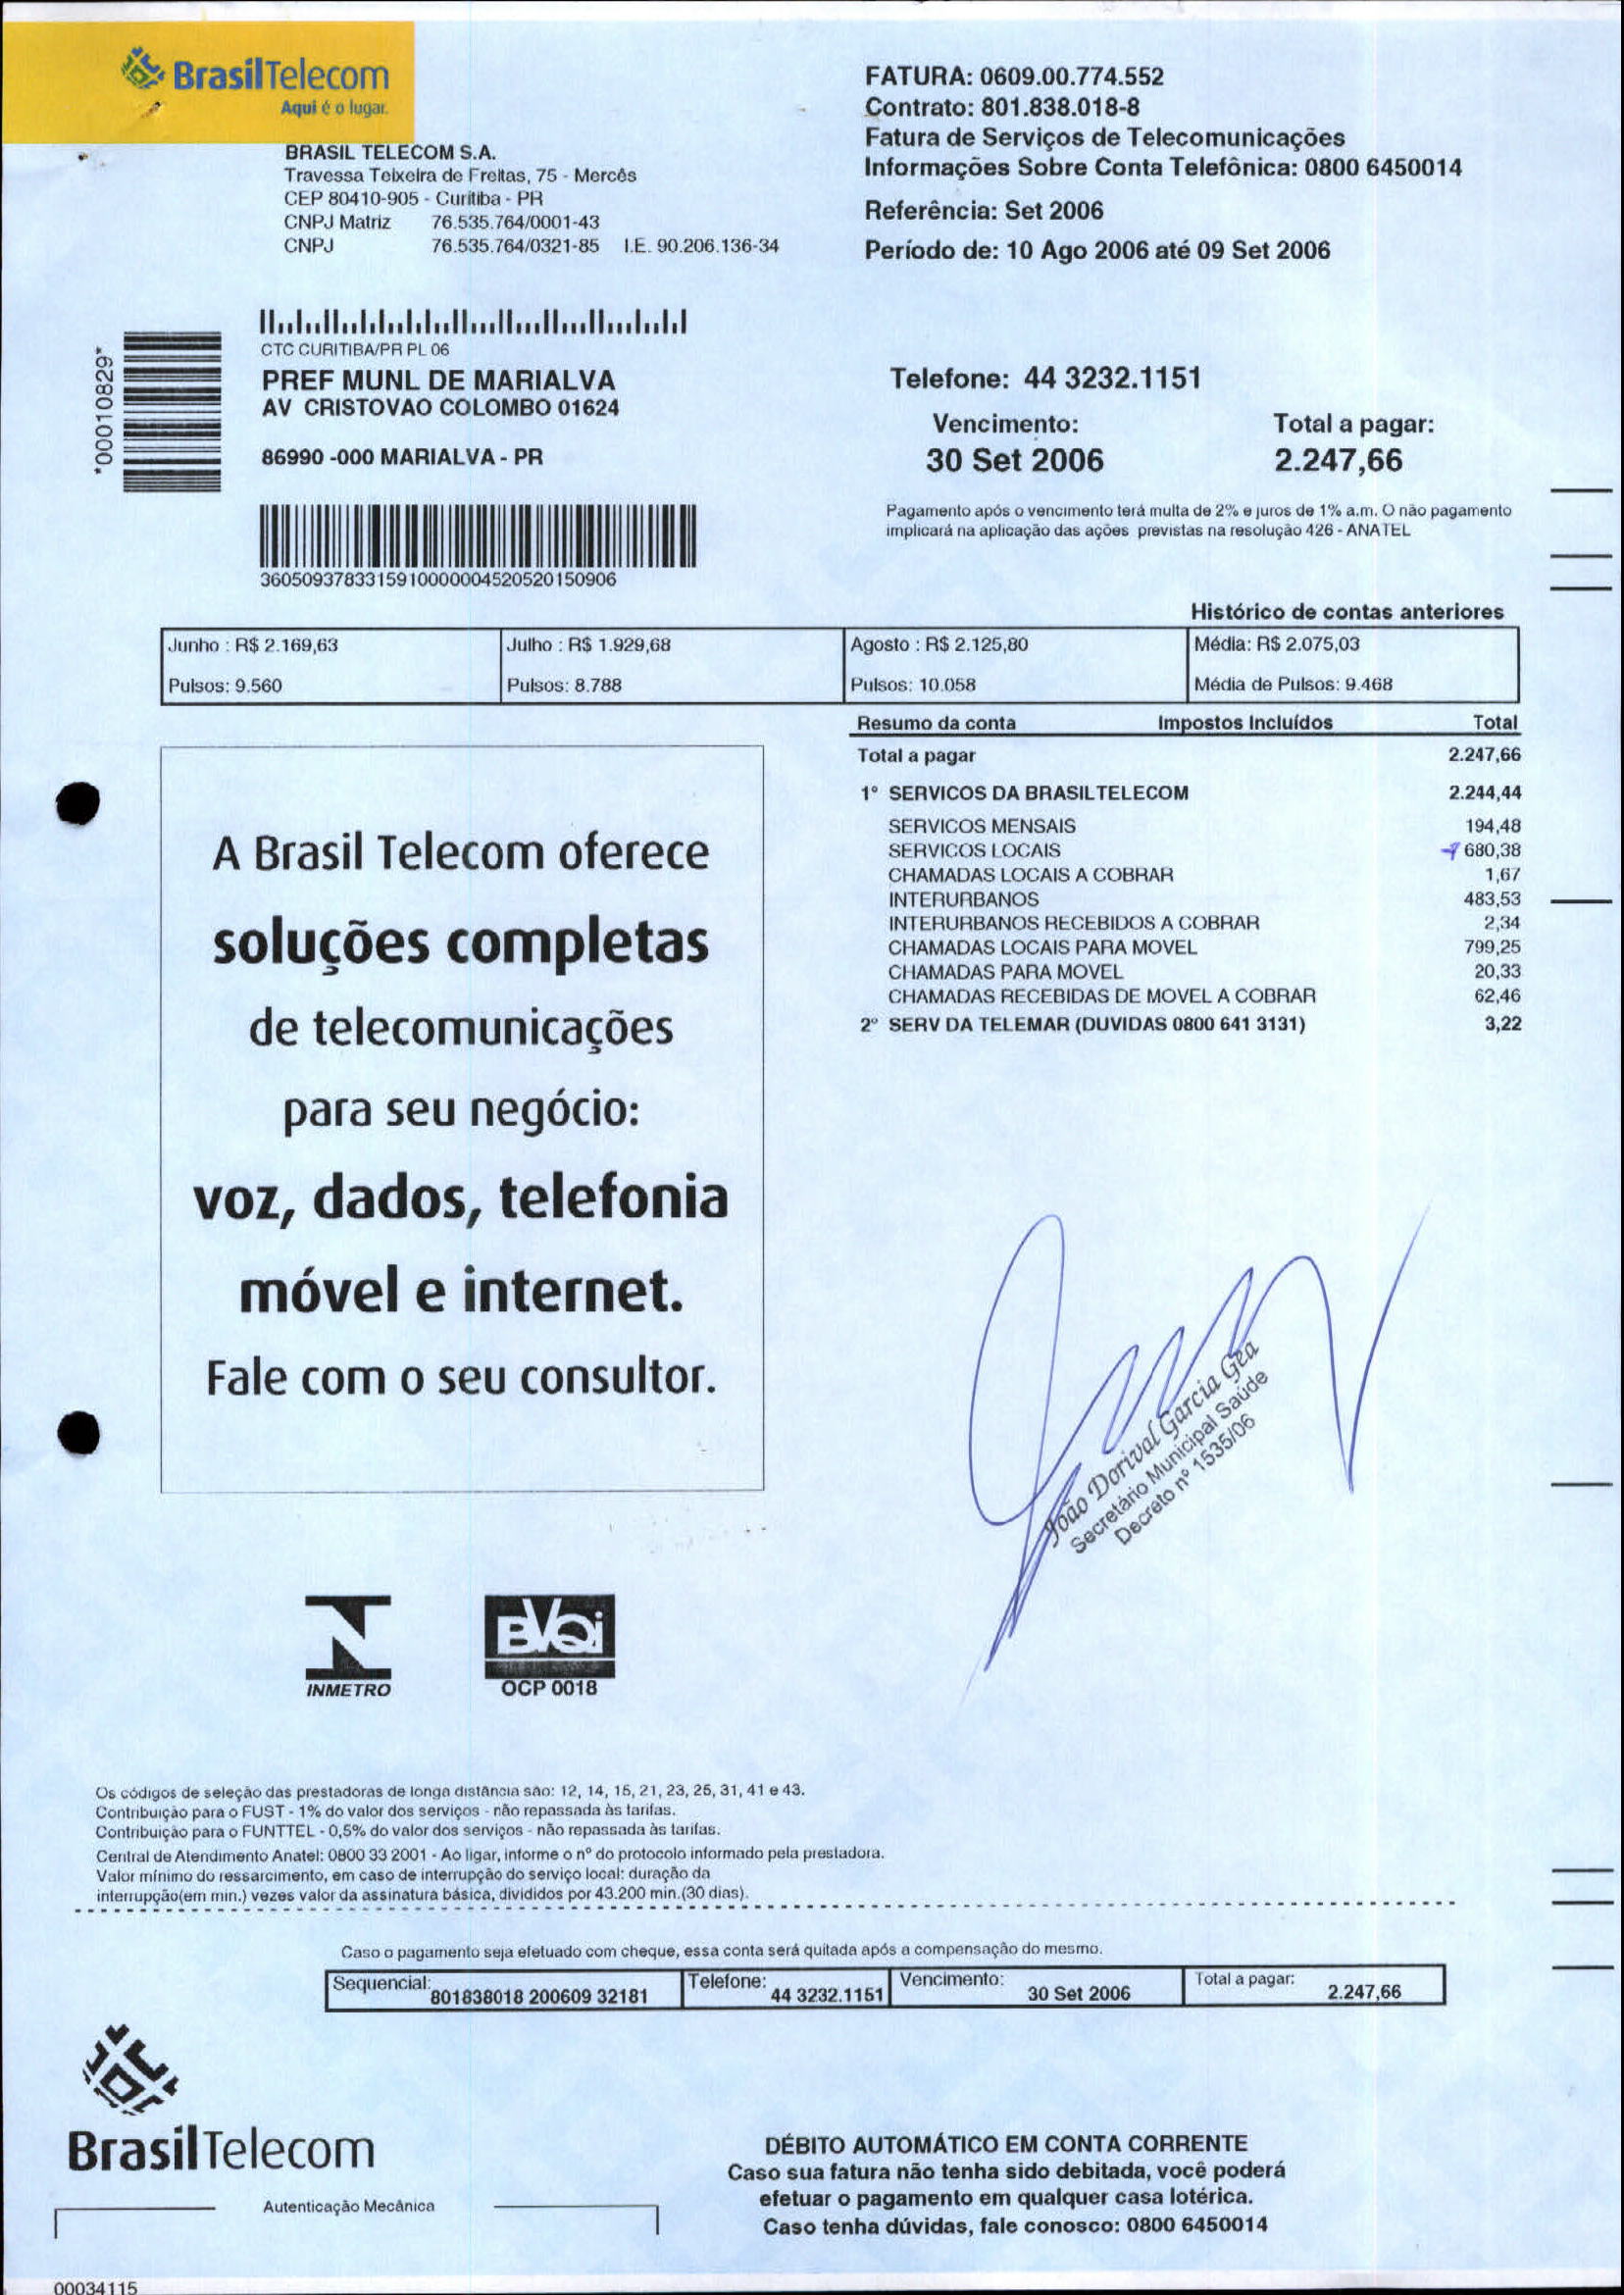 BrasilTelecom
Aqui é o lugar.
BRASIL TELECOM S.A.
Travessa Teixeira de Freitas, 75 - Mercês
CEP 80410-905 - Curitiba - PR
CNPJ Matriz 76.535.764/0001-43
CNPJ 76.535.764/0321-85 I.E. 90.206.136-34
FATURA: 0609.00.774.552
Contrato: 801.838.018-8
Fatura de Serviços de Telecomunicações
Informações Sobre Conta Telefônica: 0800 6450014
Referência: Set 2006
Período de: 10 Ago 2006 até 09 Set 2006
*00010829*
CTC CURITIBA/PR PL 06
PREF MUNL DE MARIALVA
AV CRISTOVAO COLOMBO 01624
86990 -000 MARIALVA - PR
3605093783315910000004520520150906
Telefone: 44 3232.1151
Vencimento: Total a pagar:
30 Set 2006 2.247,66
Pagamento após o vencimento terá multa de 2% e juros de 1% a.m. O não pagamento
implicará na aplicação das ações previstas na resolução 426 - ANATEL
Histórico de contas anteriores
Junho : R$ 2.169,63 Julho : R$ 1.929,68 Agosto : R$ 2.125,80 Média: R$ 2.075,03
Pulsos: 9.560 Pulsos: 8.788 Pulsos: 10.058 Média de Pulsos: 9.468
Resumo da conta Impostos Incluídos Total
Total a pagar 2.247,66
1º SERVICOS DA BRASILTELECOM 2.244,44
SERVICOS MENSAIS 194,48
SERVICOS LOCAIS 680,38
CHAMADAS LOCAIS A COBRAR 1,67
INTERURBANOS 483,53
INTERURBANOS RECEBIDOS A COBRAR 2,34
CHAMADAS LOCAIS PARA MOVEL 799,25
CHAMADAS PARA MOVEL 20,33
CHAMADAS RECEBIDAS DE MOVEL A COBRAR 62,46
2º SERV DA TELEMAR (DUVIDAS 0800 641 3131) 3,22
A Brasil Telecom oferece
soluções completas
de telecomunicações
para seu negócio:
voz, dados, telefonia
móvel e internet.
Fale com o seu consultor.
João Dorival Garcia Gea
Secretário Municipal Saúde
Decreto nº 1535/06
INMETRO
BVQi
OCP 0018
Os códigos de seleção das prestadoras de longa distância são: 12, 14, 15, 21, 23, 25, 31, 41 e 43.
Contribuição para o FUST - 1% do valor dos serviços - não repassada às tarifas.
Contribuição para o FUNTTEL - 0,5% do valor dos serviços - não repassada às tarifas.
Central de Atendimento Anatel: 0800 33 2001 - Ao ligar, informe o nº do protocolo informado pela prestadora.
Valor mínimo do ressarcimento, em caso de interrupção do serviço local: duração da
interrupção(em min.) vezes valor da assinatura básica, divididos por 43.200 min.(30 dias).
Caso o pagamento seja efetuado com cheque, essa conta será quitada após a compensação do mesmo.
Sequencial: 801838018 200609 32181 Telefone: 44 3232.1151 Vencimento: 30 Set 2006 Total a pagar: 2.247,66
BrasilTelecom
Autenticação Mecânica
DÉBITO AUTOMÁTICO EM CONTA CORRENTE
Caso sua fatura não tenha sido debitada, você poderá
efetuar o pagamento em qualquer casa lotérica.
Caso tenha dúvidas, fale conosco: 0800 6450014
00034115